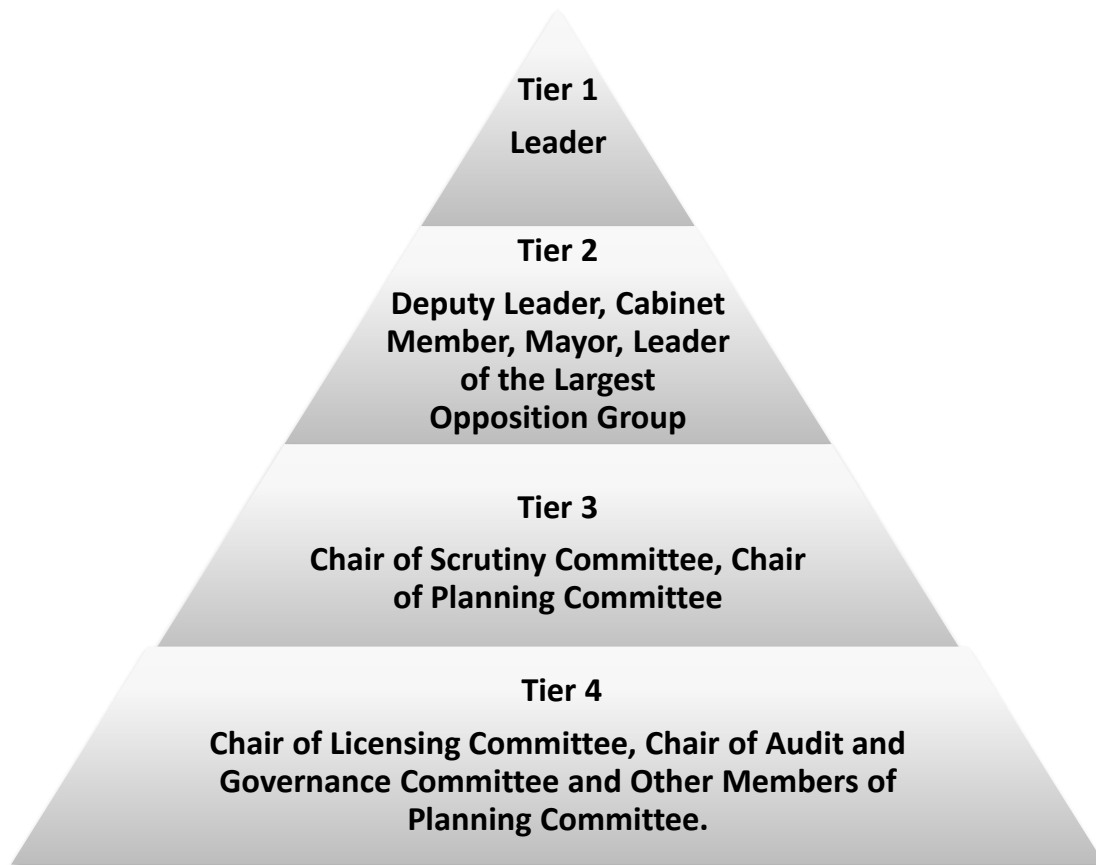 Tier 1
Leader
Tier 2
Deputy Leader, Cabinet
Member, Mayor, Leader
of the Largest
Opposition Group
Tier 3
Chair of Scrutiny Committee, Chair
of Planning Committee
Tier 4
Chair of Licensing Committee, Chair of Audit and
Governance Committee and Other Members of
Planning Committee.